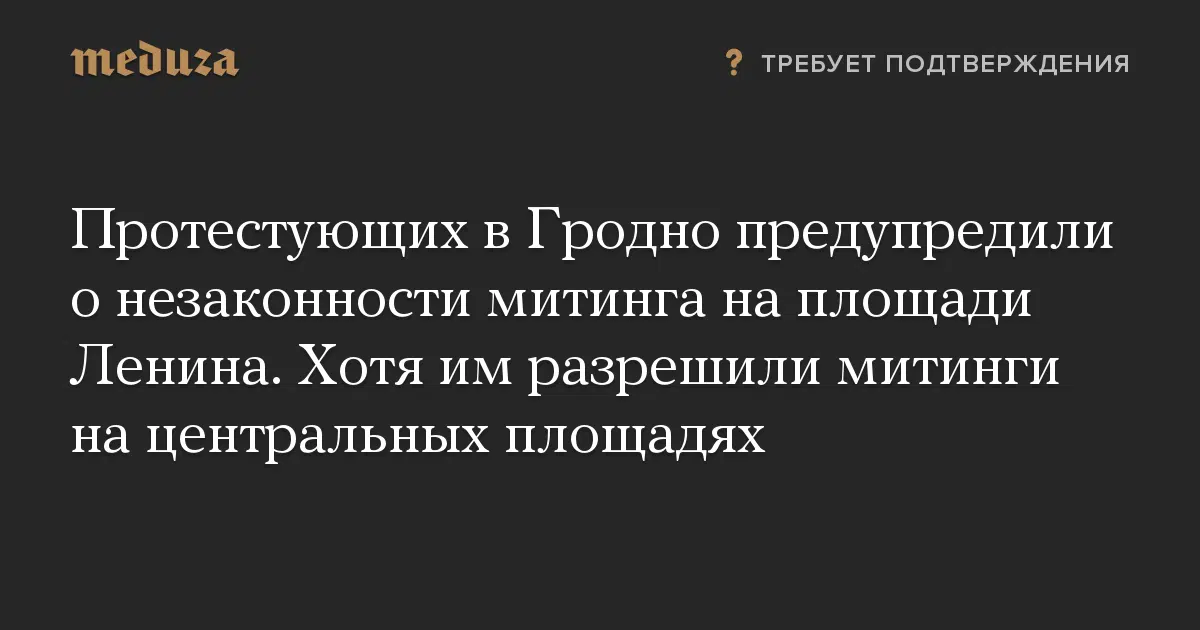 meduza
? ТРЕБУЕТ ПОДТВЕРЖДЕНИЯ
Протестующих в Гродно предупредили
о незаконности митинга на площади
Ленина. Хотя им разрешили митинги
на центральных площадях